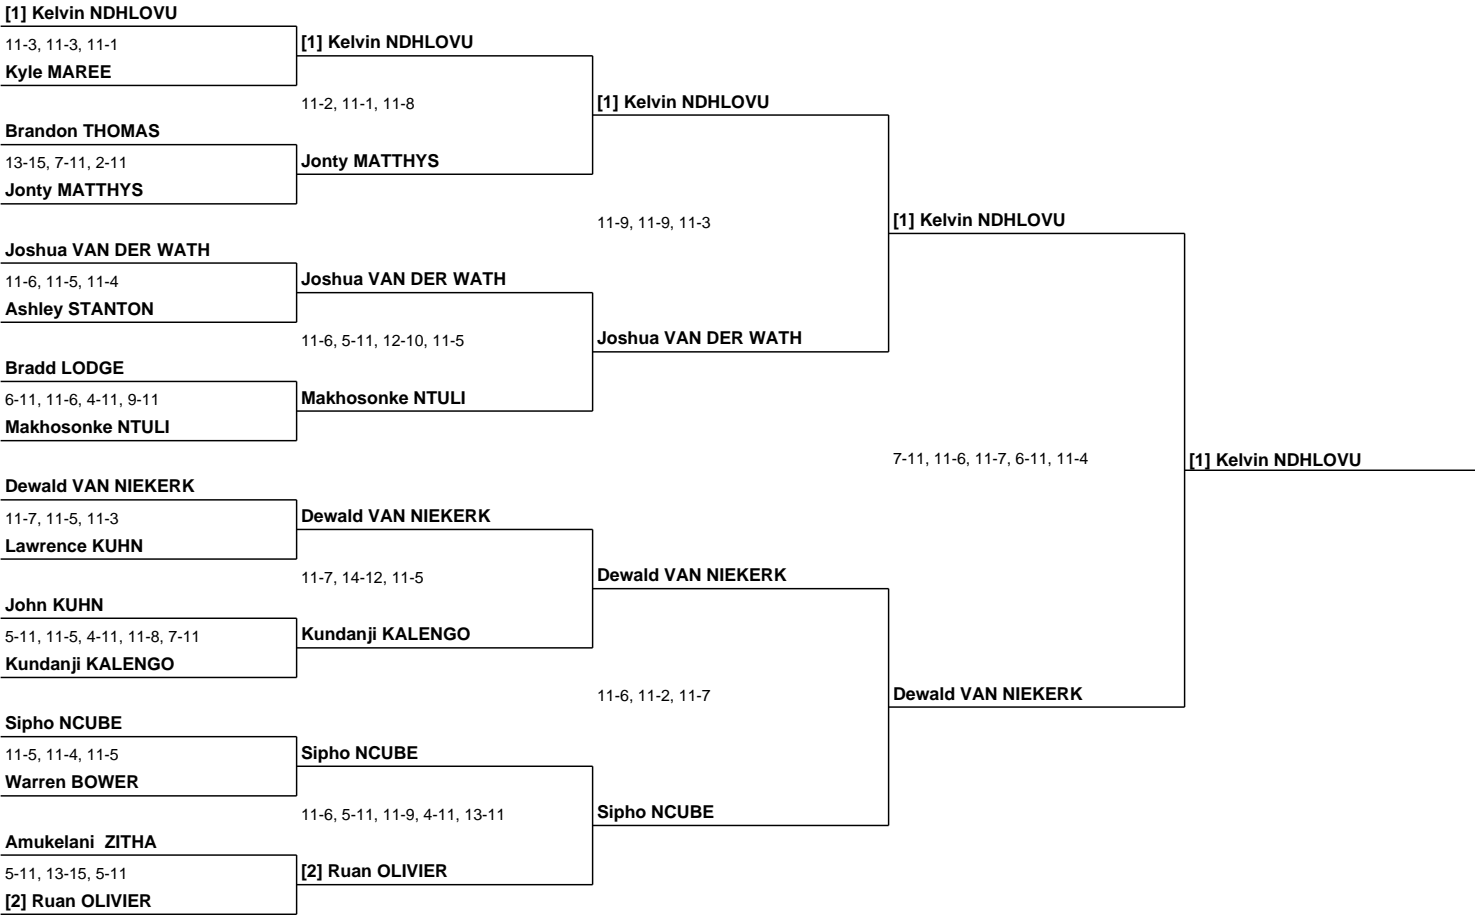 [1] Kelvin NDHLOVU
11-3, 11-3, 11-1
Kyle MAREE
Brandon THOMAS
13-15, 7-11, 2-11
Jonty MATTHYS
Joshua VAN DER WATH
11-6, 11-5, 11-4
Ashley STANTON
Bradd LODGE
6-11, 11-6, 4-11, 9-11
Makhosonke NTULI
Dewald VAN NIEKERK
11-7, 11-5, 11-3
Lawrence KUHN
John KUHN
5-11, 11-5, 4-11, 11-8, 7-11
Kundanji KALENGO
Sipho NCUBE
11-5, 11-4, 11-5
Warren BOWER
Amukelani  ZITHA
5-11, 13-15, 5-11
[2] Ruan OLIVIER
[1] Kelvin NDHLOVU
11-2, 11-1, 11-8
Jonty MATTHYS
Joshua VAN DER WATH
11-6, 5-11, 12-10, 11-5
Makhosonke NTULI
Dewald VAN NIEKERK
11-7, 14-12, 11-5
Kundanji KALENGO
Sipho NCUBE
11-6, 5-11, 11-9, 4-11, 13-11
[2] Ruan OLIVIER
[1] Kelvin NDHLOVU
11-9, 11-9, 11-3
Joshua VAN DER WATH
Dewald VAN NIEKERK
11-6, 11-2, 11-7
Sipho NCUBE
[1] Kelvin NDHLOVU
7-11, 11-6, 11-7, 6-11, 11-4
Dewald VAN NIEKERK
[1] Kelvin NDHLOVU